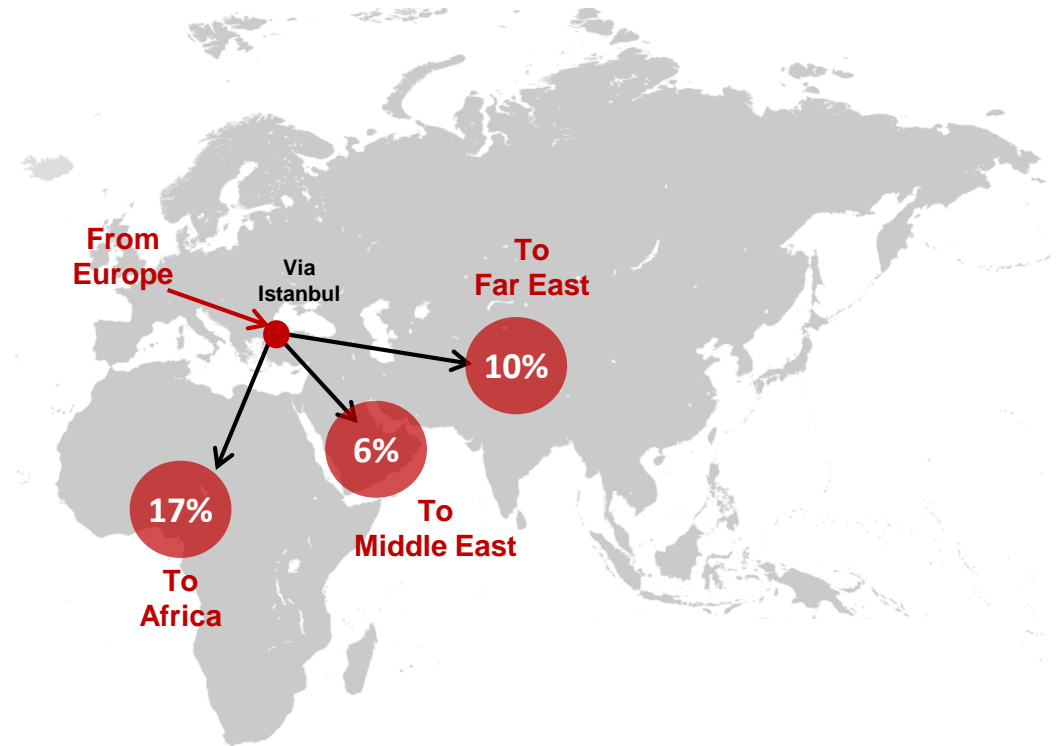 From
Europe
Via
Istanbul
To
Far East
10%
6%
To
Middle East
17%
To
Africa